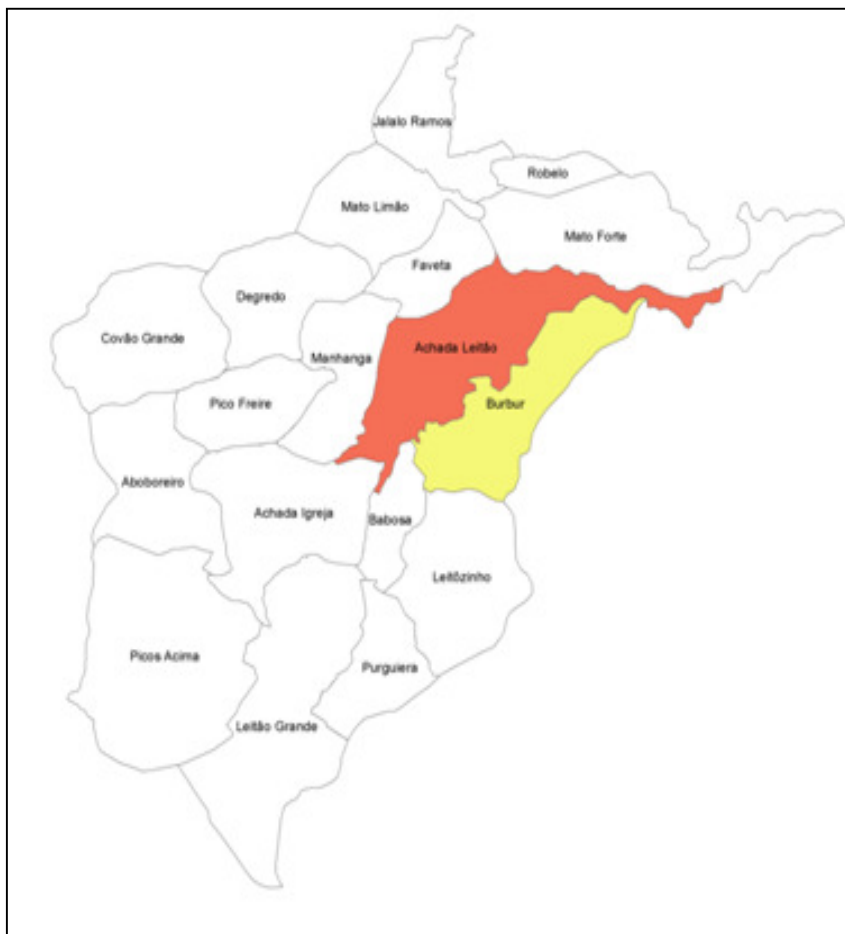 Jalalo Ramos
Robelo
Mato Limão
Mato Forte
Faveta
Degredo
Covão Grande
Achada Leitão
Manhanga
Pico Freire
Burbur
Aboboreiro
Achada Igreja
Babosa
Leitõzinho
Picos Acima
Purguiera
Leitão Grande